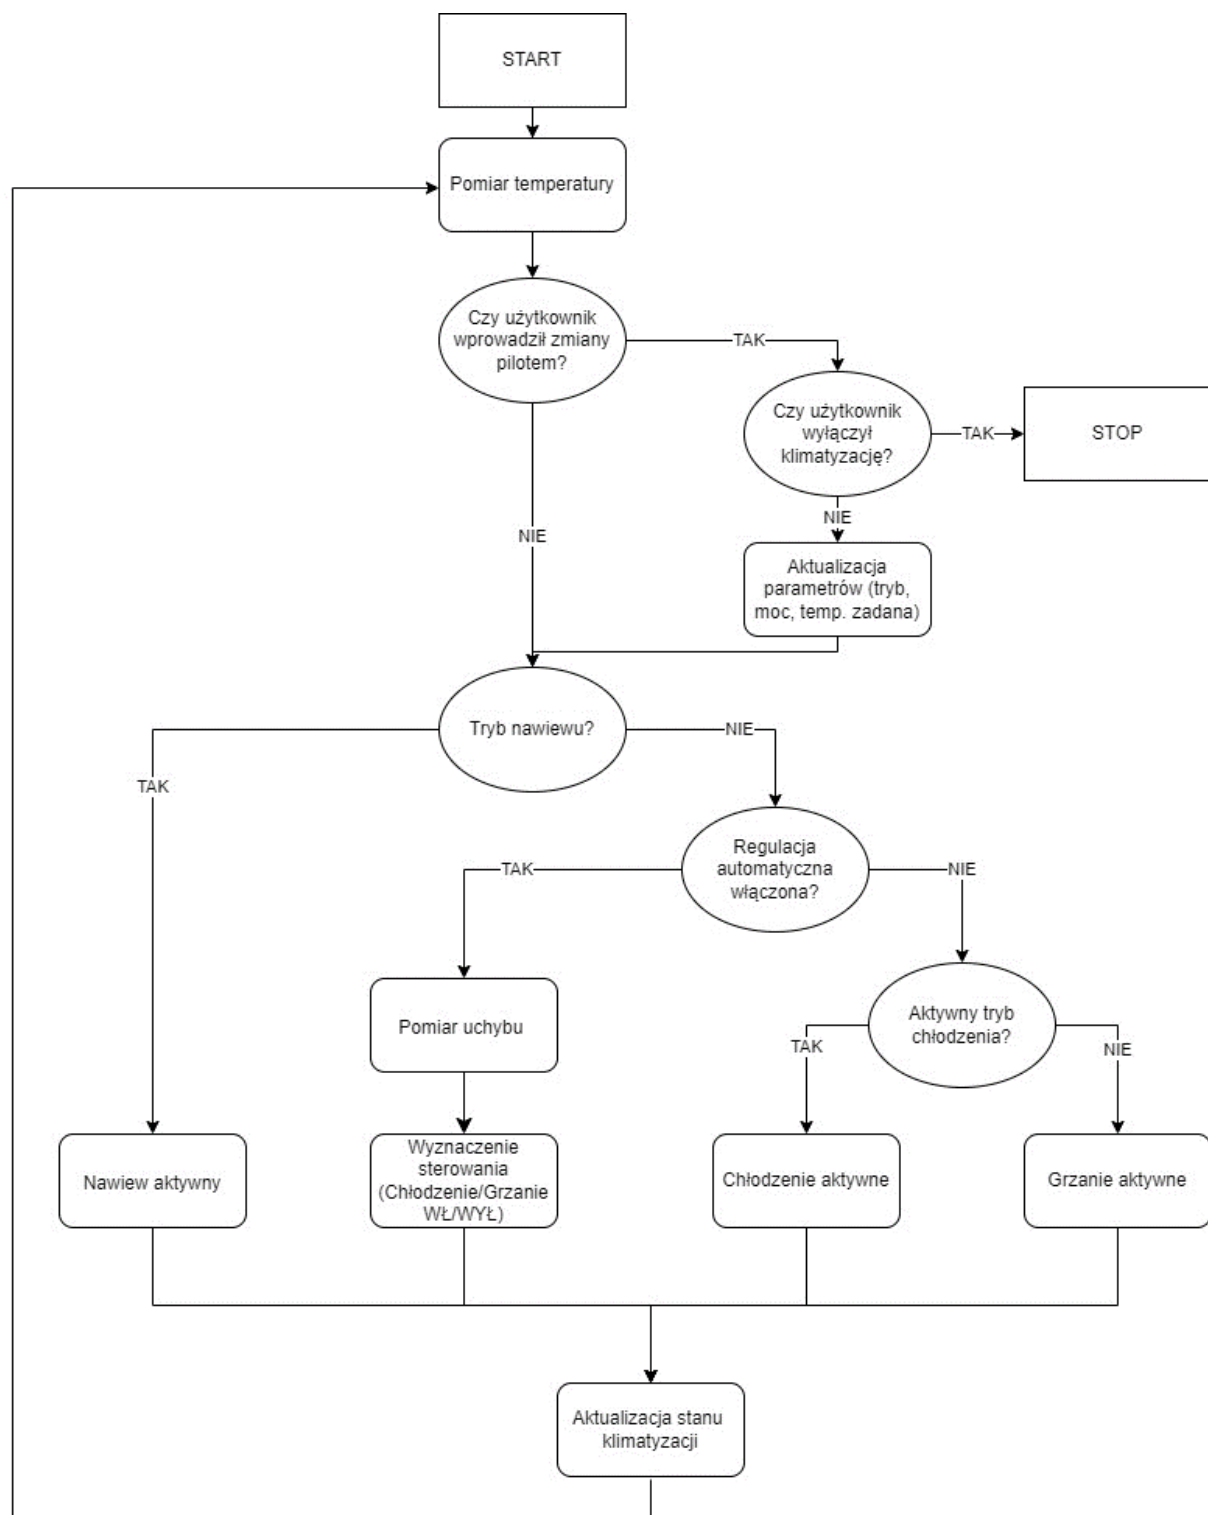 START
Pomiar temperatury
Czy użytkownik
wprowadził zmiany
pilotem?
TAK
Czy użytkownik
wyłączył
klimatyzację?
TAK
STOP
NIE
NIE
Aktualizacja
parametrów (tryb,
moc, temp. zadana)
Tryb nawiewu?
NIE
TAK
Regulacja
automatyczna
włączona?
TAK
NIE
Pomiar uchybu
Aktywny tryb
chłodzenia?
TAK
NIE
Nawiew aktywny
Wyznaczenie
sterowania
(Chłodzenie/Grzanie
WŁ/WYŁ)
Chłodzenie aktywne
Grzanie aktywne
Aktualizacja stanu
klimatyzacji